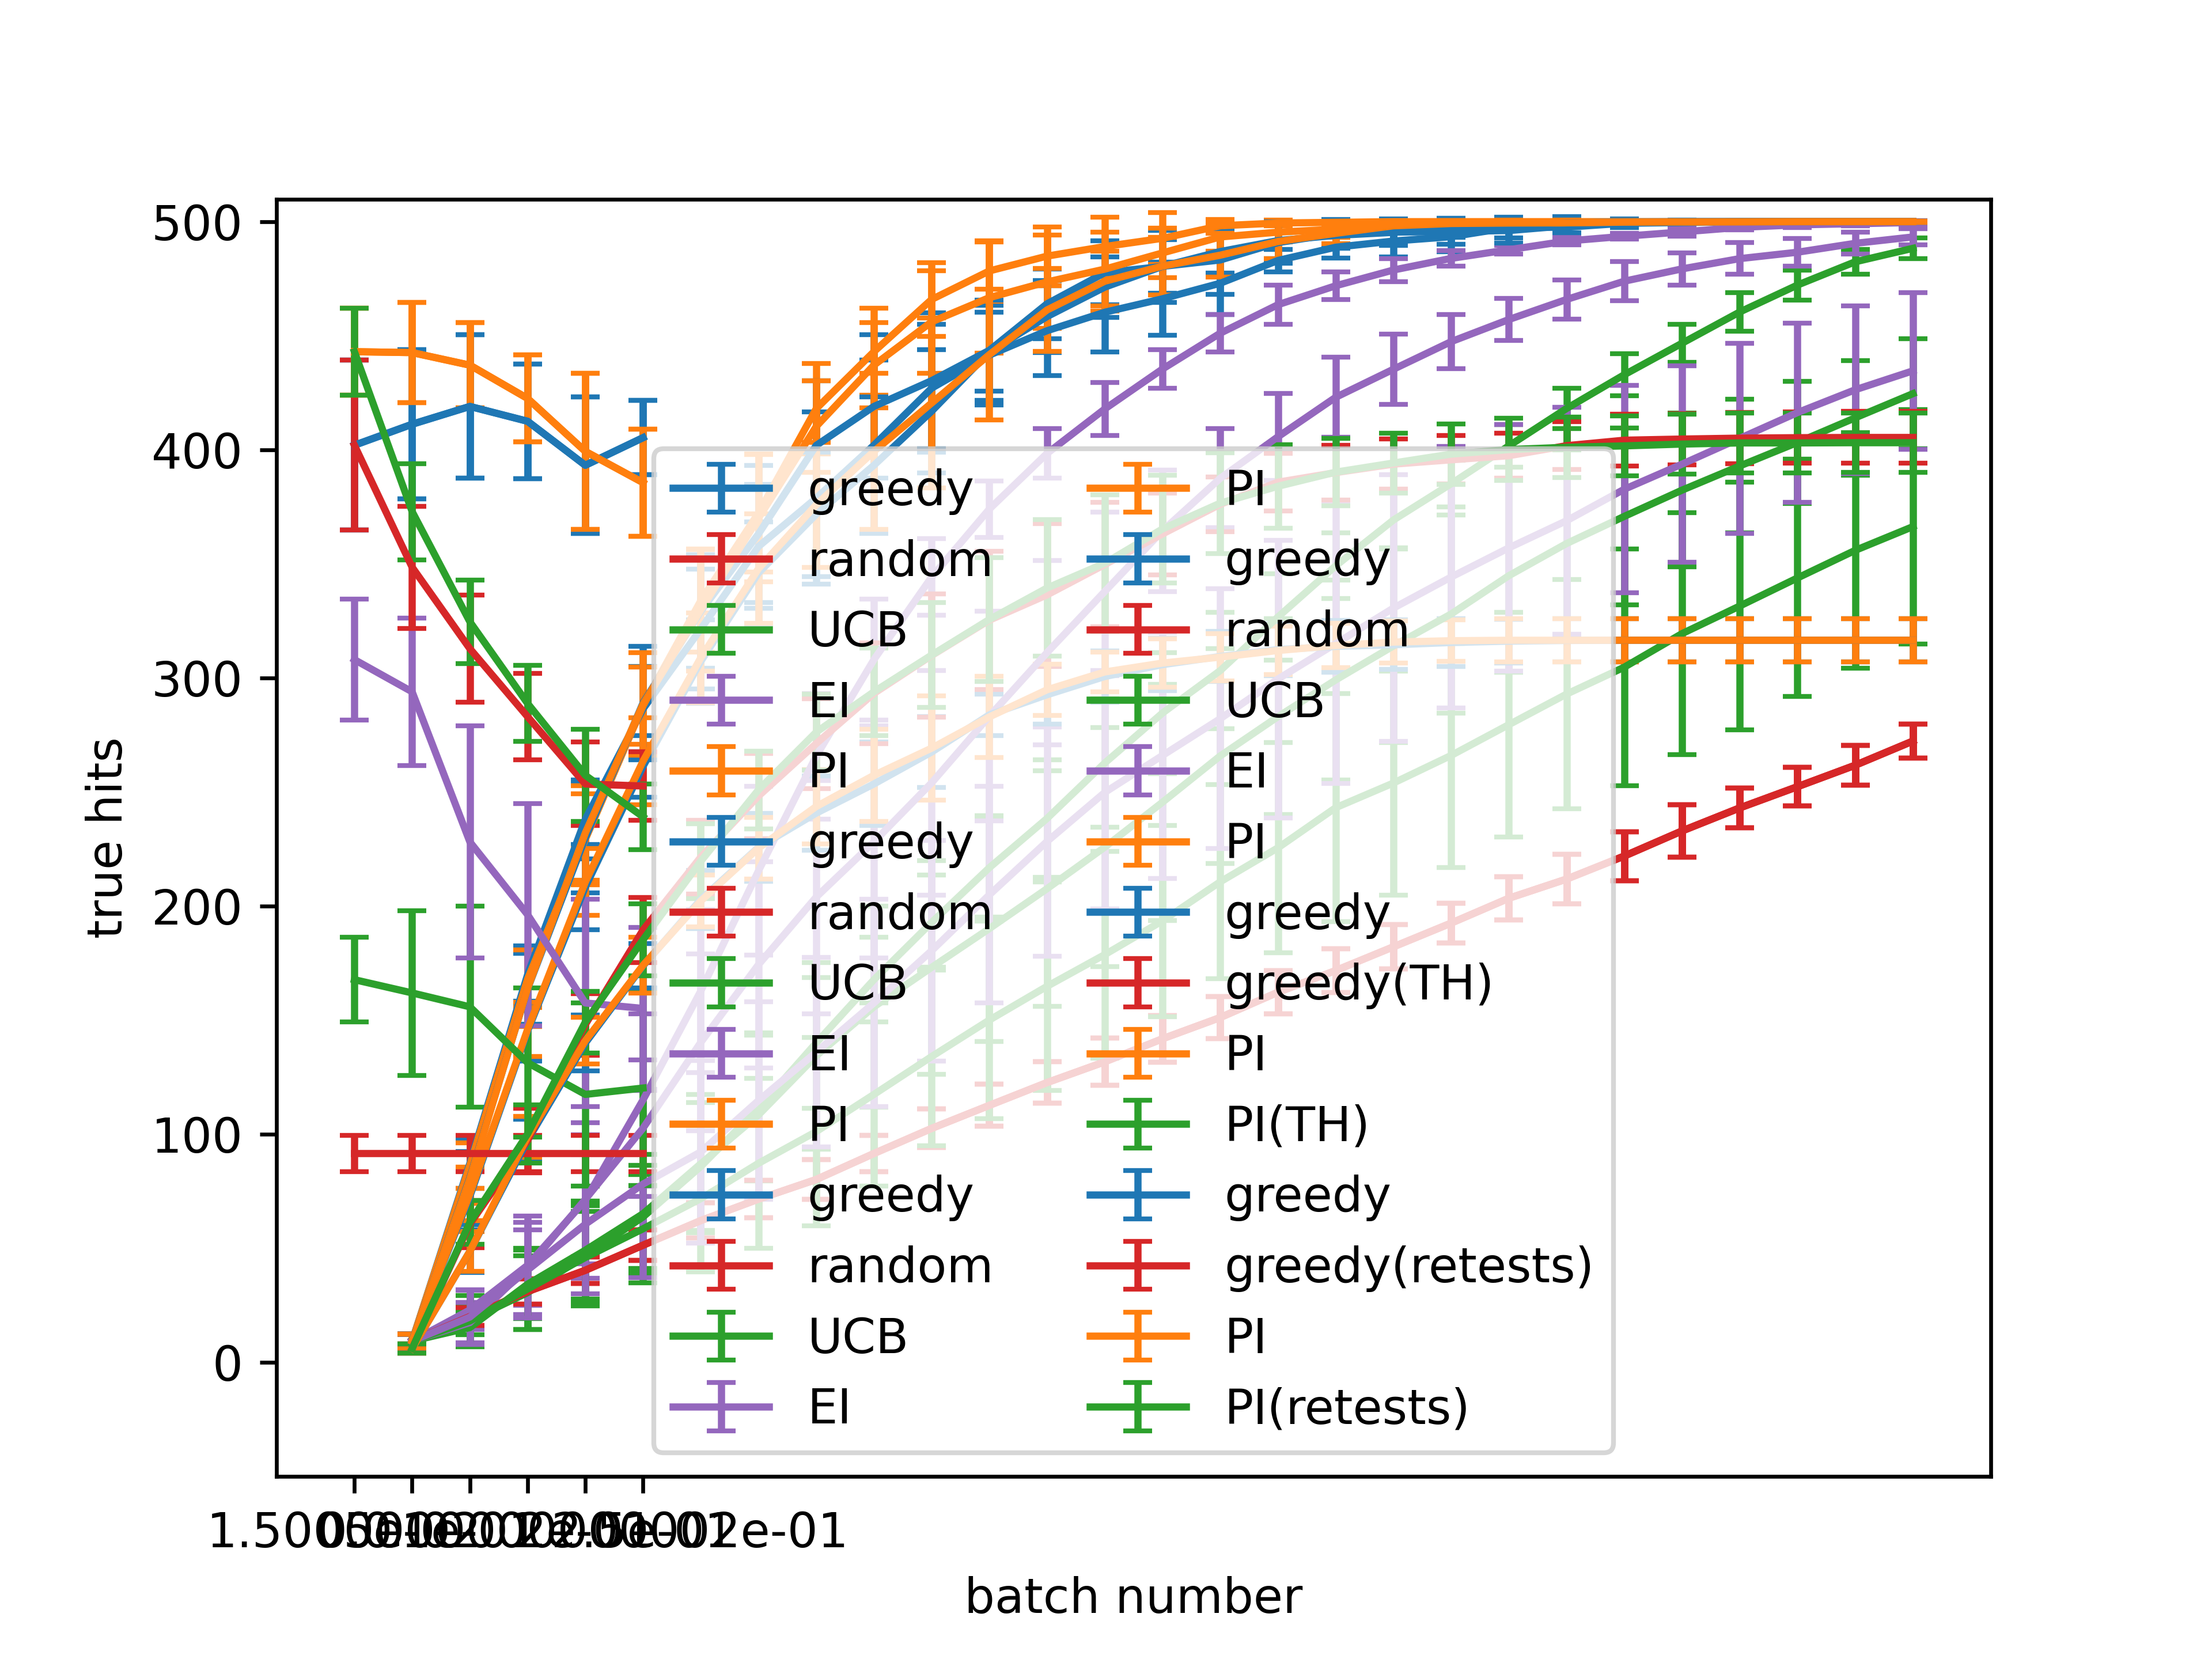 500
400
300
200
100
0
true hits
greedy
random
UCB
EI
PI
greedy
random
UCB
EI
PI
greedy
random
UCB
EI
PI
greedy
random
UCB
EI
PI
greedy
greedy(TH)
PI
PI(TH)
greedy
greedy(retests)
PI
PI(retests)
batch number